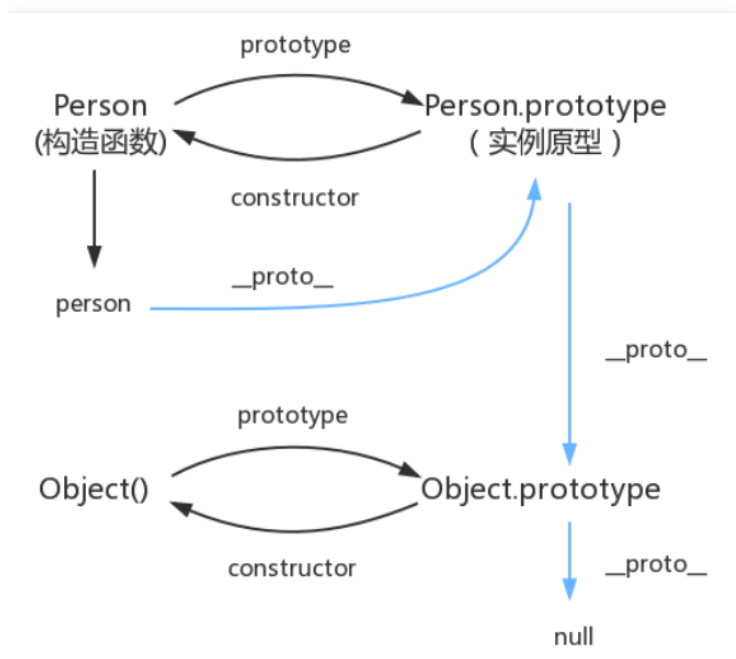 prototype
Person
(构造函数)
Person.prototype
（实例原型）
constructor
__proto__
person
__proto__
prototype
Object()
Object.prototype
constructor
__proto__
null